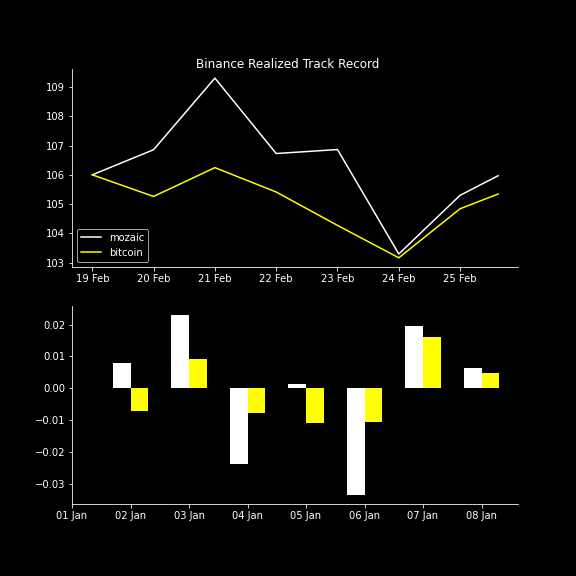 Binance Realized Track Record
109
108
107
106
105
104
103
mozaic
bitcoin
19 Feb 20 Feb 21 Feb 22 Feb 23 Feb 24 Feb 25 Feb
0.02
0.01
0.00
−0.01
−0.02
−0.03
01 Jan 02 Jan 03 Jan 04 Jan 05 Jan 06 Jan 07 Jan 08 Jan